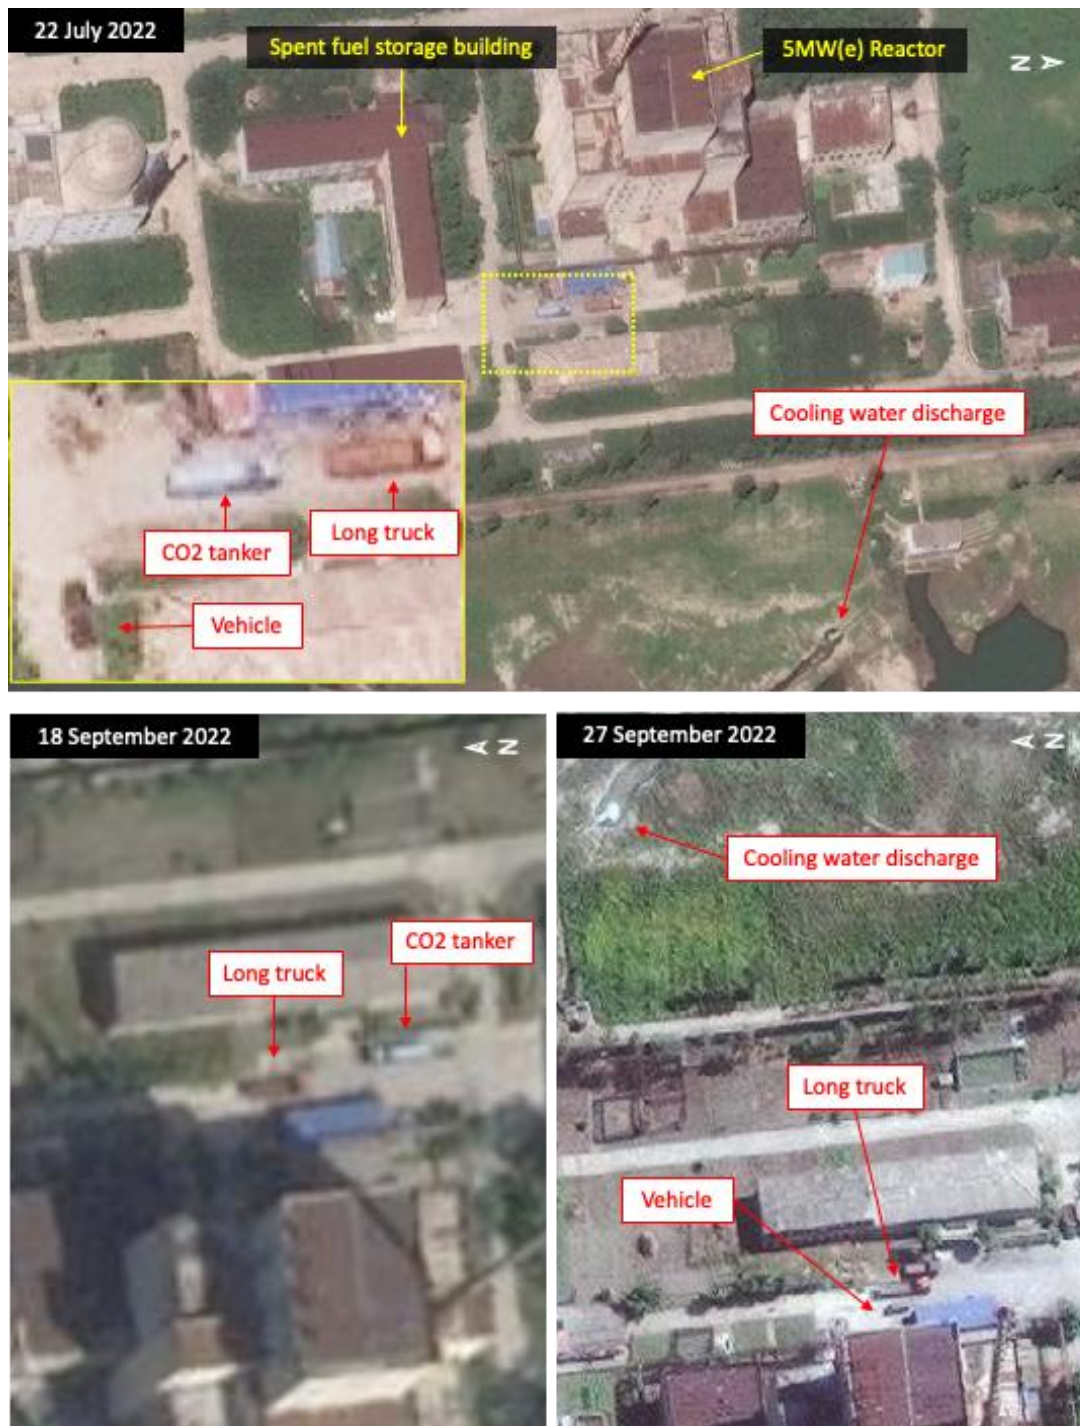 22 July 2022
Spent fuel storage building
5MW(e) Reactor
N
Cooling water discharge
CO2 tanker
Long truck
Vehicle
18 September 2022
N
CO2 tanker
Long truck
27 September 2022
N
Cooling water discharge
Long truck
Vehicle